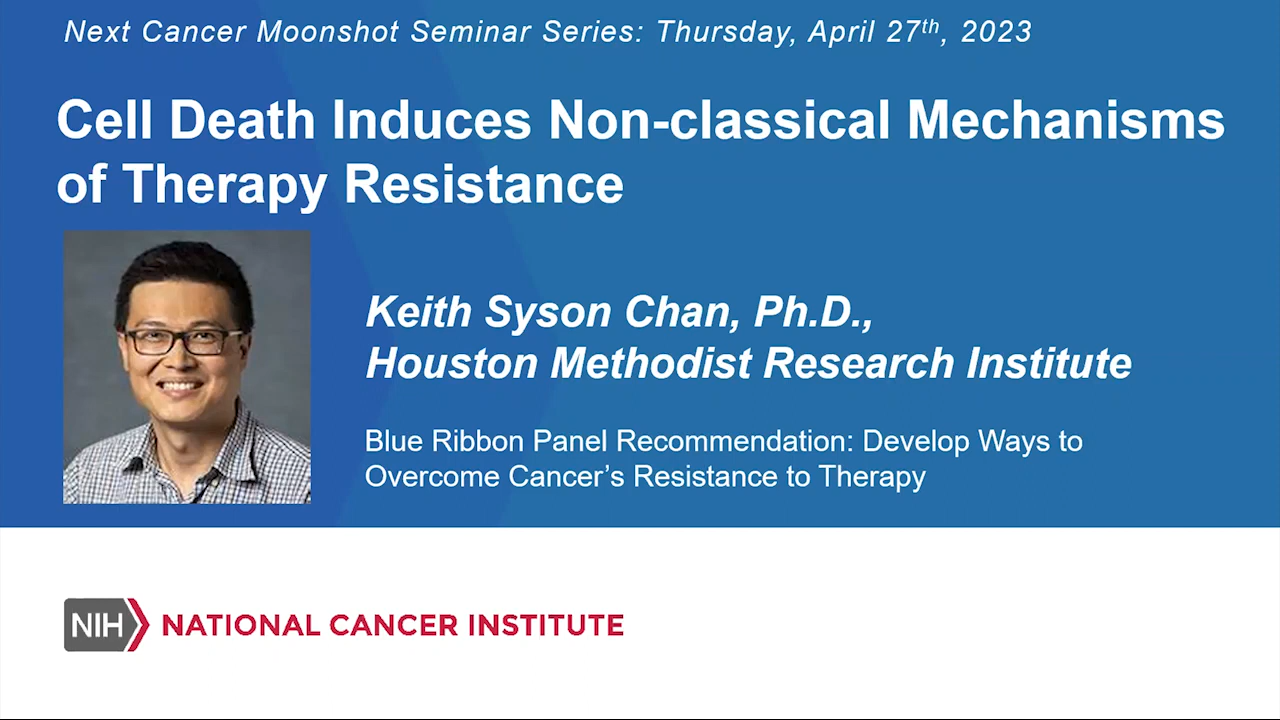 Next Cancer Moonshot Seminar Series: Thursday, April 27th, 2023
Cell Death Induces Non-classical Mechanisms
of Therapy Resistance
Keith Syson Chan, Ph.D.,
Houston Methodist Research Institute
Blue Ribbon Panel Recommendation: Develop Ways to
Overcome Cancer’s Resistance to Therapy
NIH NATIONAL CANCER INSTITUTE